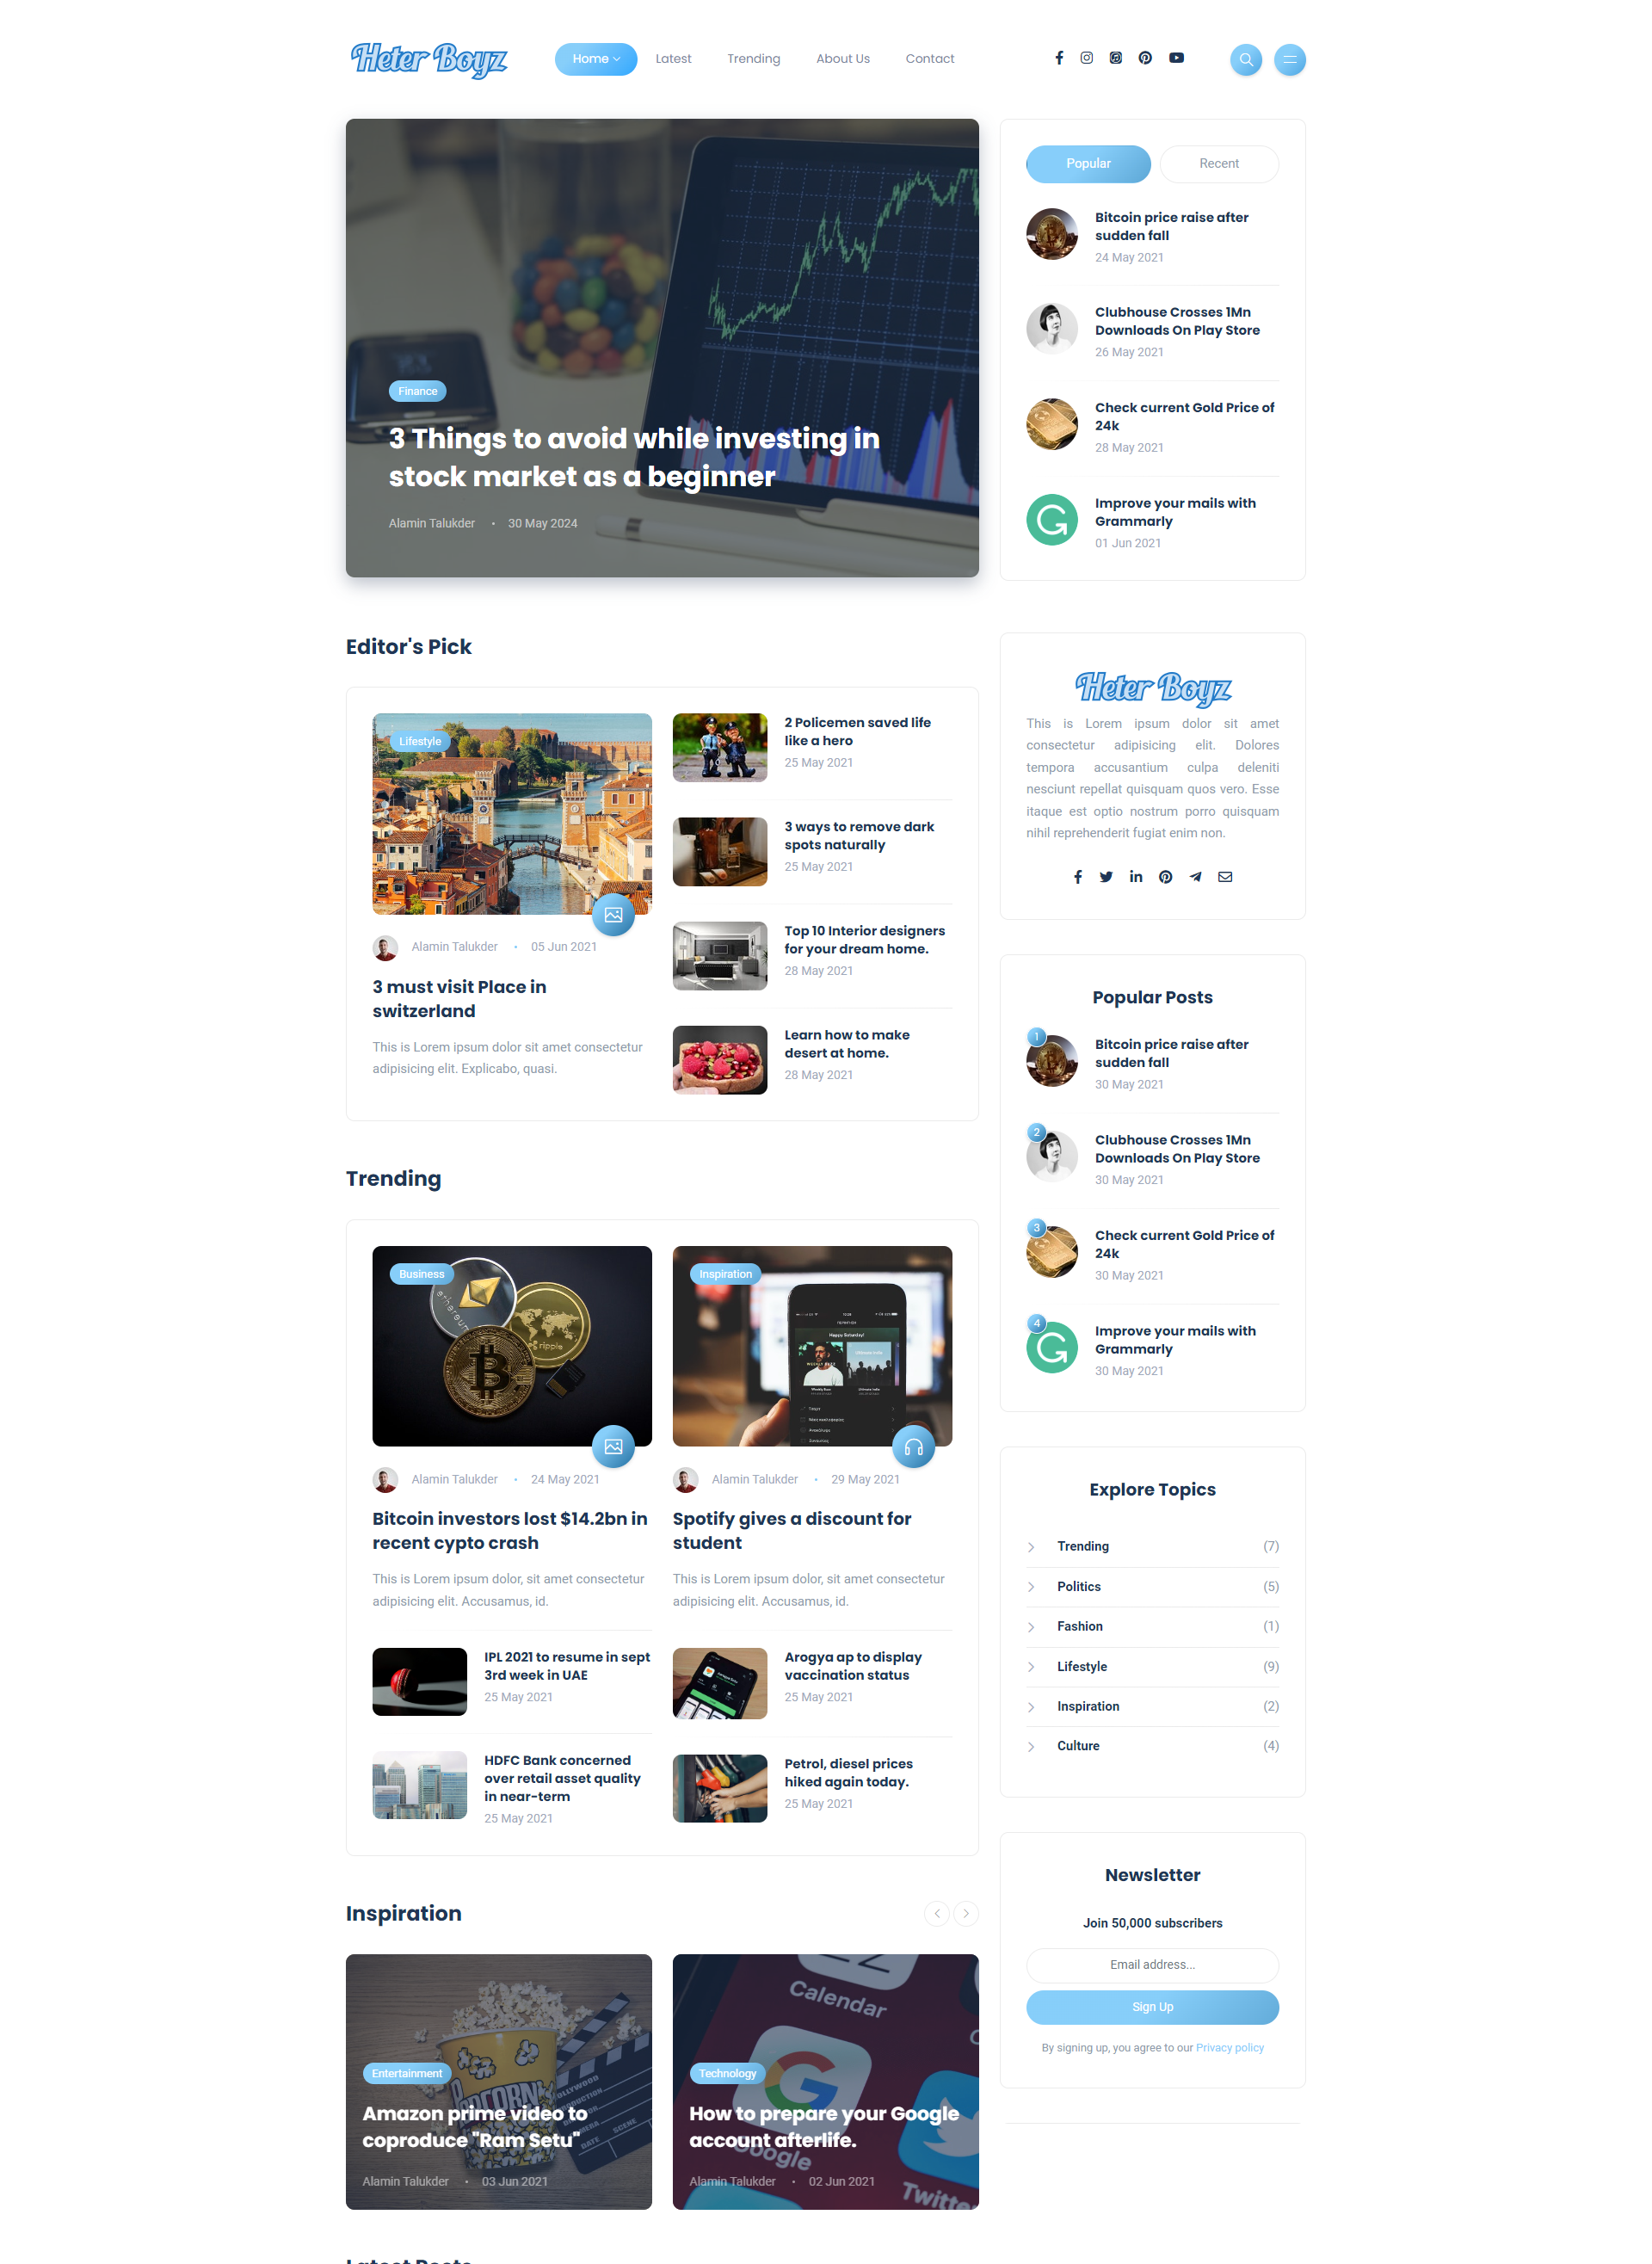 Heter Boyz
Home
Latest
Trending
About Us
Contact
Finance
3 Things to avoid while investing in
stock market as a beginner
Alamin Talukder • 30 May 2024
Popular
Recent
Bitcoin price raise after
sudden fall
24 May 2021
Clubhouse Crosses 1Mn
Downloads On Play Store
26 May 2021
Check current Gold Price of
24k
28 May 2021
Improve your mails with
Grammarly
01 Jun 2021
Editor's Pick
Lifestyle
Alamin Talukder • 05 Jun 2021
3 must visit Place in
switzerland
This is Lorem ipsum dolor sit amet consectetur
adipisicing elit. Explicabo, quasi.
2 Policemen saved life
like a hero
25 May 2021
3 ways to remove dark
spots naturally
25 May 2021
Top 10 Interior designers
for your dream home.
28 May 2021
Learn how to make
desert at home.
28 May 2021
Heter Boyz
This is Lorem ipsum dolor sit amet
consectetur adipisicing elit. Dolores
tempora accusantium culpa deleniti
nesciunt repellat quisquam quos vero. Esse
itaque est optio nostrum porro quisquam
nihil reprehenderit fugiat enim non.
Popular Posts
1
Bitcoin price raise after
sudden fall
30 May 2021
2
Clubhouse Crosses 1Mn
Downloads On Play Store
30 May 2021
3
Check current Gold Price of
24k
30 May 2021
4
Improve your mails with
Grammarly
30 May 2021
Trending
Business
ethereum
ripple
Alamin Talukder • 24 May 2021
Bitcoin investors lost $14.2bn in
recent cypto crash
This is Lorem ipsum dolor, sit amet consectetur
adipisicing elit. Accusamus, id.
IPL 2021 to resume in sept
3rd week in UAE
25 May 2021
HDFC Bank concerned
over retail asset quality
in near-term
25 May 2021
Inspiration
Happy Saturday!
Alamin Talukder • 29 May 2021
Spotify gives a discount for
student
This is Lorem ipsum dolor, sit amet consectetur
adipisicing elit. Accusamus, id.
Arogya ap to display
vaccination status
25 May 2021
Petrol, diesel prices
hiked again today.
25 May 2021
Explore Topics
Trending (7)
Politics (5)
Fashion (1)
Lifestyle (9)
Inspiration (2)
Culture (4)
Newsletter
Join 50,000 subscribers
Email address...
Sign Up
By signing up, you agree to our Privacy policy
Inspiration
Entertainment
Amazon prime video to
coproduce "Ram Setu"
Alamin Talukder • 03 Jun 2021
Calendar
Technology
How to prepare your Google
account afterlife.
Google
Alamin Talukder • 02 Jun 2021
Twitte
Latest Posts